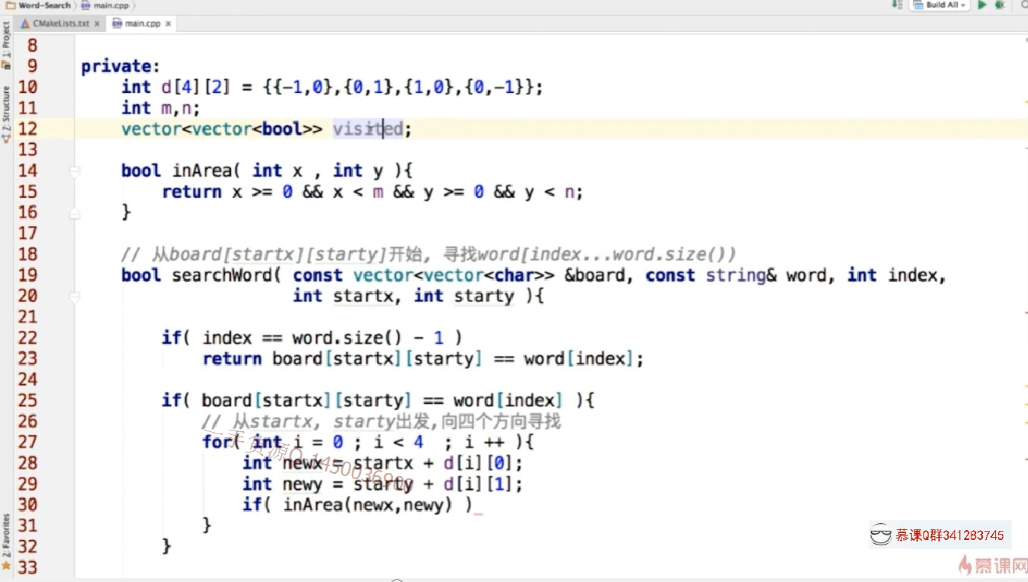 Word-Search main.cpp
Build All
CMakeLists.txt × main.cpp ×
1: Project
Z: Structure
2: Favorites
8
9 private:
10 int d[4][2] = {{-1,0},{0,1},{1,0},{0,-1}};
11 int m,n;
12 vector<vector<bool>> visited;
13
14 bool inArea( int x , int y ){
15 return x >= 0 && x < m && y >= 0 && y < n;
16 }
17
18 // 从board[startx][starty]开始, 寻找word[index...word.size())
19 bool searchWord( const vector<vector<char>> &board, const string& word, int index,
20 int startx, int starty ){
21
22 if( index == word.size() - 1 )
23 return board[startx][starty] == word[index];
24
25 if( board[startx][starty] == word[index] ){
26 // 从startx, starty出发,向四个方向寻找
27 for( int i = 0 ; i < 4 ; i ++ ){
28 int newx = startx + d[i][0];
29 int newy = starty + d[i][1];
30 if( inArea(newx,newy) )
31 }
32 }
33
慕课Q群341283745
慕课网